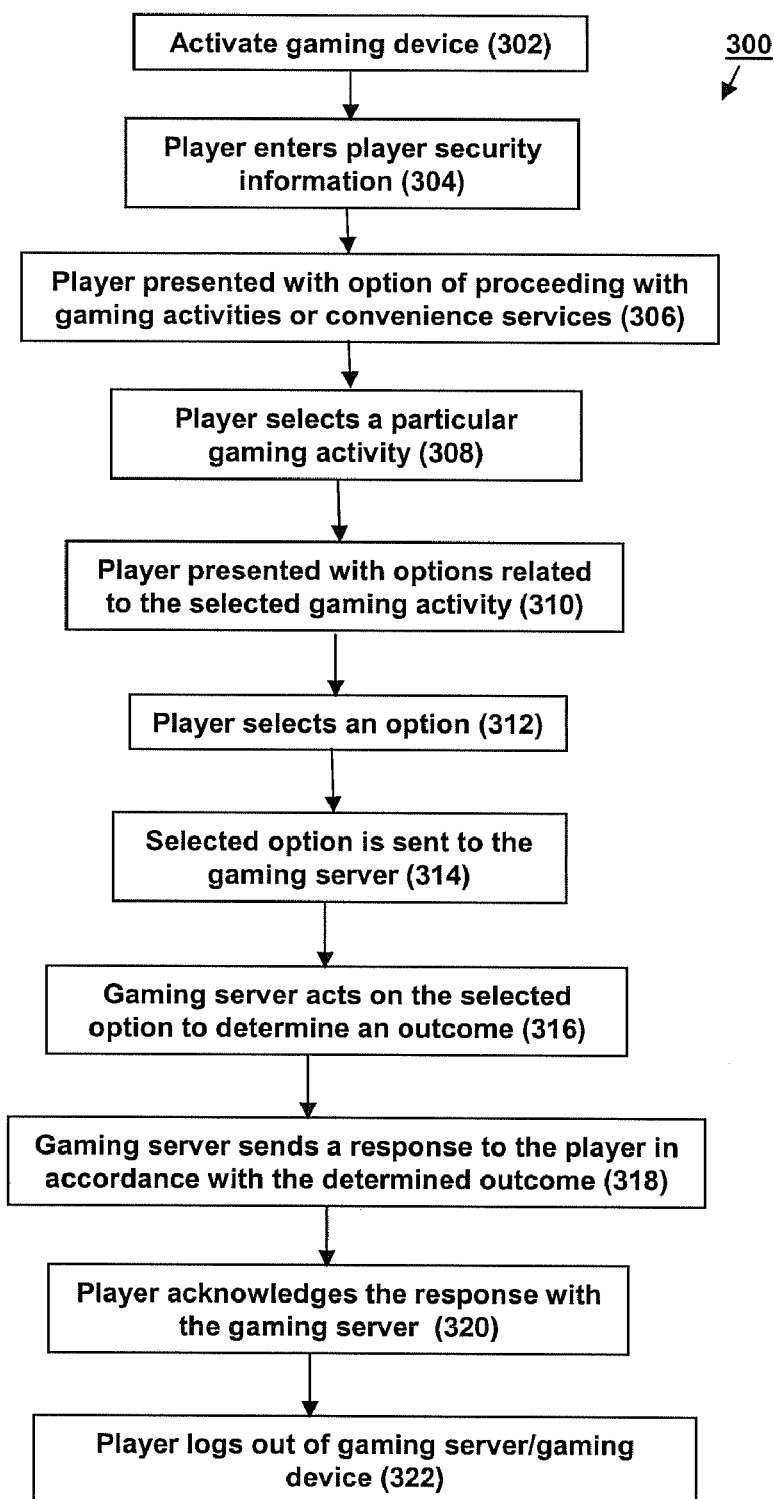 Activate gaming device (302)
300
Player enters player security
information (304)
Player presented with option of proceeding with
gaming activities or convenience services (306)
Player selects a particular
gaming activity (308)
Player presented with options related
to the selected gaming activity (310)
Player selects an option (312)
Selected option is sent to the
gaming server (314)
Gaming server acts on the selected
option to determine an outcome (316)
Gaming server sends a response to the player in
accordance with the determined outcome (318)
Player acknowledges the response with
the gaming server (320)
Player logs out of gaming server/gaming
device (322)